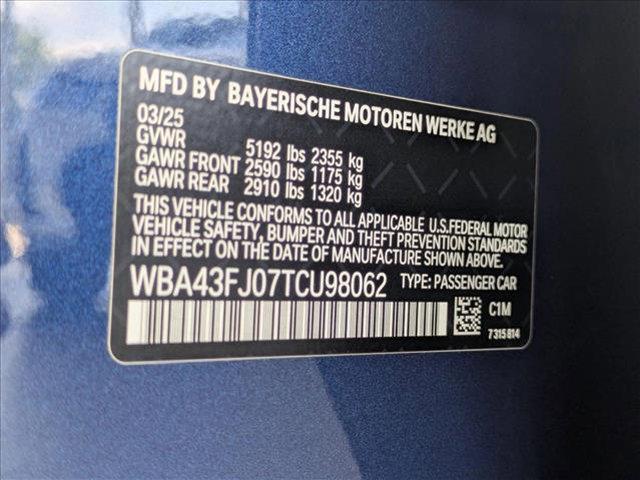 MFD BY BAYERISCHE MOTOREN WERKE AG
03/25
GVWR 5192 lbs 2355 kg
GAWR FRONT 2590 lbs 1175 kg
GAWR REAR 2910 lbs 1320 kg
THIS VEHICLE CONFORMS TO ALL APPLICABLE U.S.FEDERAL MOTOR
VEHICLE SAFETY, BUMPER AND THEFT PREVENTION STANDARDS
IN EFFECT ON THE DATE OF MANUFACTURE SHOWN ABOVE.
WBA43FJ07TCU98062 TYPE: PASSENGER CAR
C1M
7315814